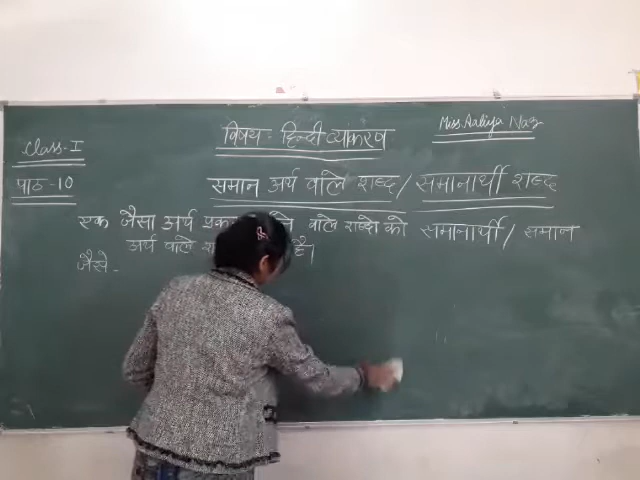 Class-I
विषय - हिन्दी व्यांकरण
Miss. Aaliya Naz
पाठ-10
समान अर्थ वाले शब्द / समानार्थी शब्द
एक जैसा अर्थ वाले शब्दो को समानार्थी / समान
अर्थ वाले है।
जैसे -